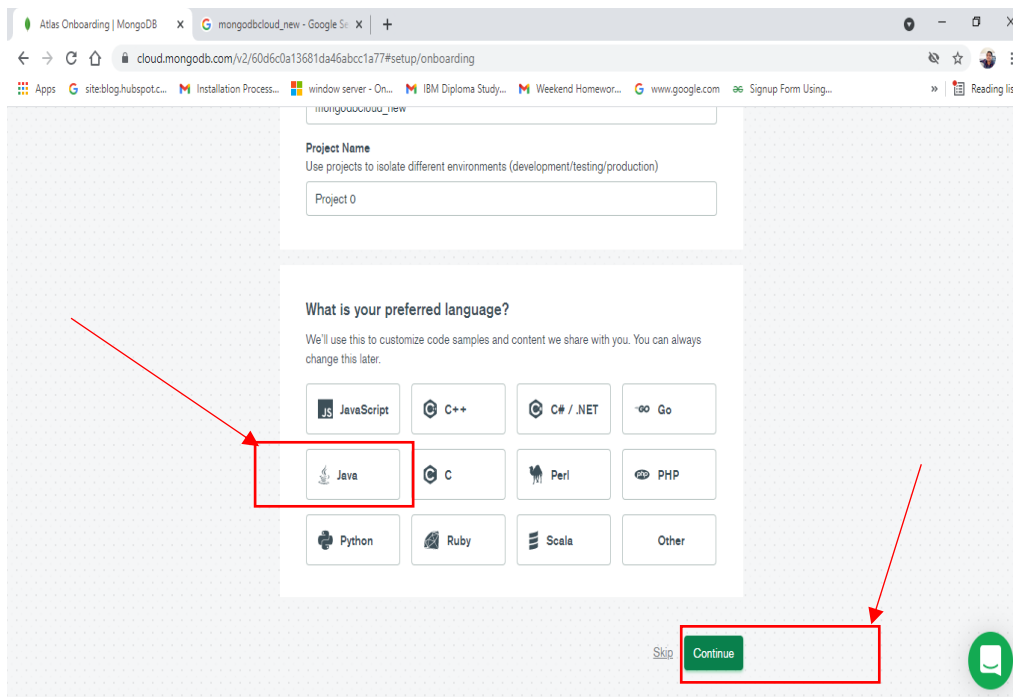 Atlas Onboarding | MongoDB
mongodbcloud_new - Google Se
cloud.mongodb.com/v2/60d6c0a13681da46abcc1a77#setup/onboarding
Apps
site:blog.hubspot.c...
Installation Process...
window server - On...
IBM Diploma Study...
Weekend Homewor...
www.google.com
Signup Form Using...
»
Reading lis
mongodbcloud_new
Project Name
Use projects to isolate different environments (development/testing/production)
Project 0
What is your preferred language?
We'll use this to customize code samples and content we share with you. You can always
change this later.
JS JavaScript
C++
C# / .NET
GO Go
Java
C
Perl
php PHP
Python
Ruby
Scala
Other
Skip
Continue